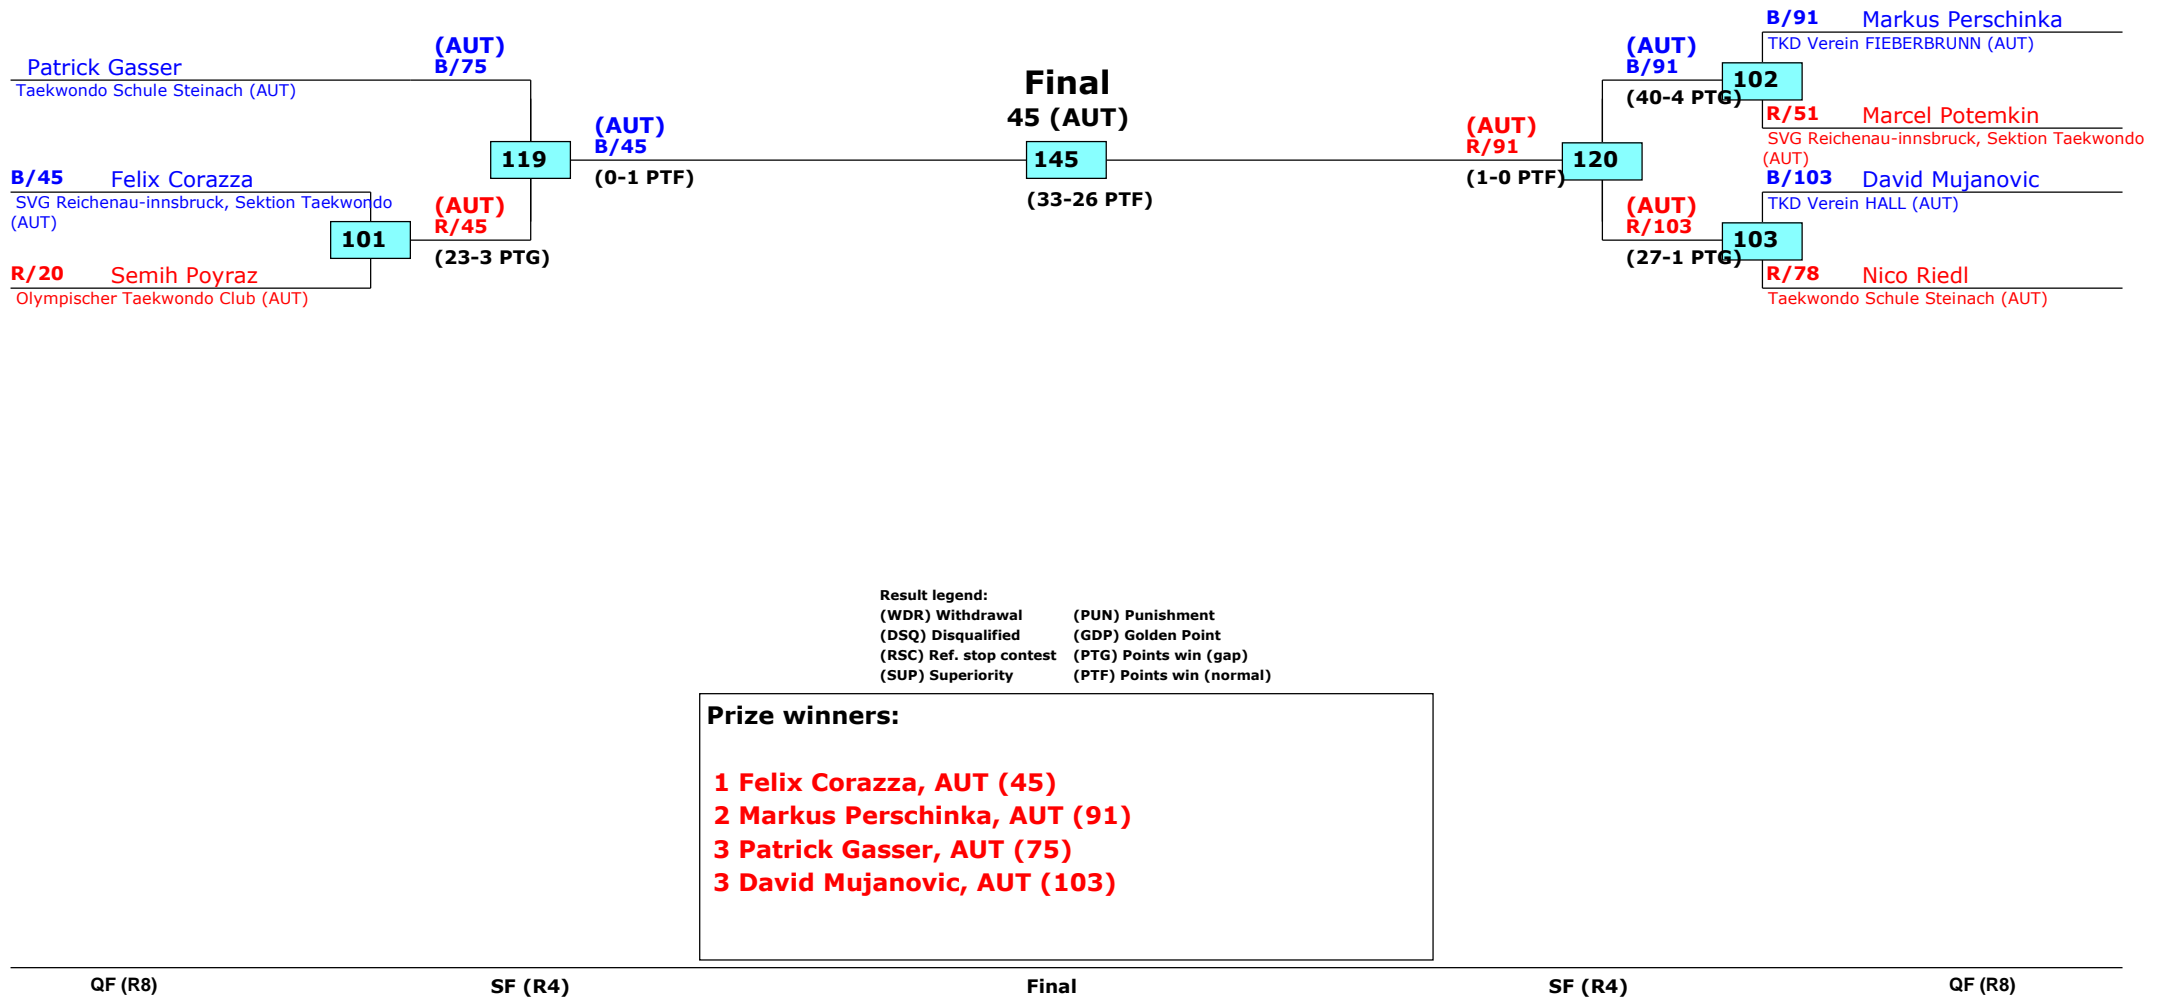 Patrick Gasser
Taekwondo Schule Steinach (AUT)
B/45 Felix Corazza
SVG Reichenau-innsbruck, Sektion Taekwondo
(AUT)
R/20 Semih Poyraz
Olympischer Taekwondo Club (AUT)
101
(AUT)
B/75
(AUT)
R/45
(23-3 PTG)
119
(AUT)
B/45
(0-1 PTF)
Final
45 (AUT)
145
(33-26 PTF)
(AUT)
R/91
(1-0 PTF)
120
(AUT)
B/91
(40-4 PTG)
(AUT)
R/103
(27-1 PTG)
102
103
B/91 Markus Perschinka
TKD Verein FIEBERBRUNN (AUT)
R/51 Marcel Potemkin
SVG Reichenau-innsbruck, Sektion Taekwondo
(AUT)
B/103 David Mujanovic
TKD Verein HALL (AUT)
R/78 Nico Riedl
Taekwondo Schule Steinach (AUT)
Result legend:
(WDR) Withdrawal (PUN) Punishment
(DSQ) Disqualified (GDP) Golden Point
(RSC) Ref. stop contest (PTG) Points win (gap)
(SUP) Superiority (PTF) Points win (normal)
Prize winners:
1 Felix Corazza, AUT (45)
2 Markus Perschinka, AUT (91)
3 Patrick Gasser, AUT (75)
3 David Mujanovic, AUT (103)
QF (R8) SF (R4) Final SF (R4) QF (R8)